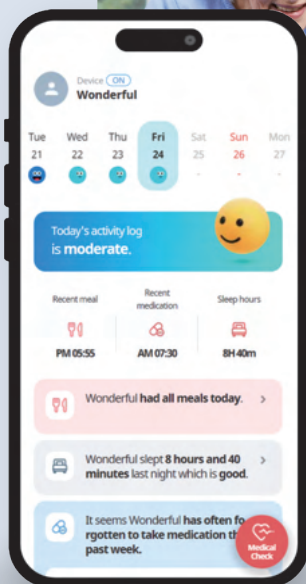 Device ON
Wonderful
Tue Wed Thu Fri Sat Sun Mon
21 22 23 24 25 26 27
- - -
Today's activity log
is moderate.
Recent meal
Recent
medication
Sleep hours
PM 05:55 AM 07:30 8H 40m
Wonderful had all meals today. >
Wonderful slept 8 hours and 40 >
minutes last night which is good.
It seems Wonderful has often fo
rgotten to take medication th
past week.
Medical
Check